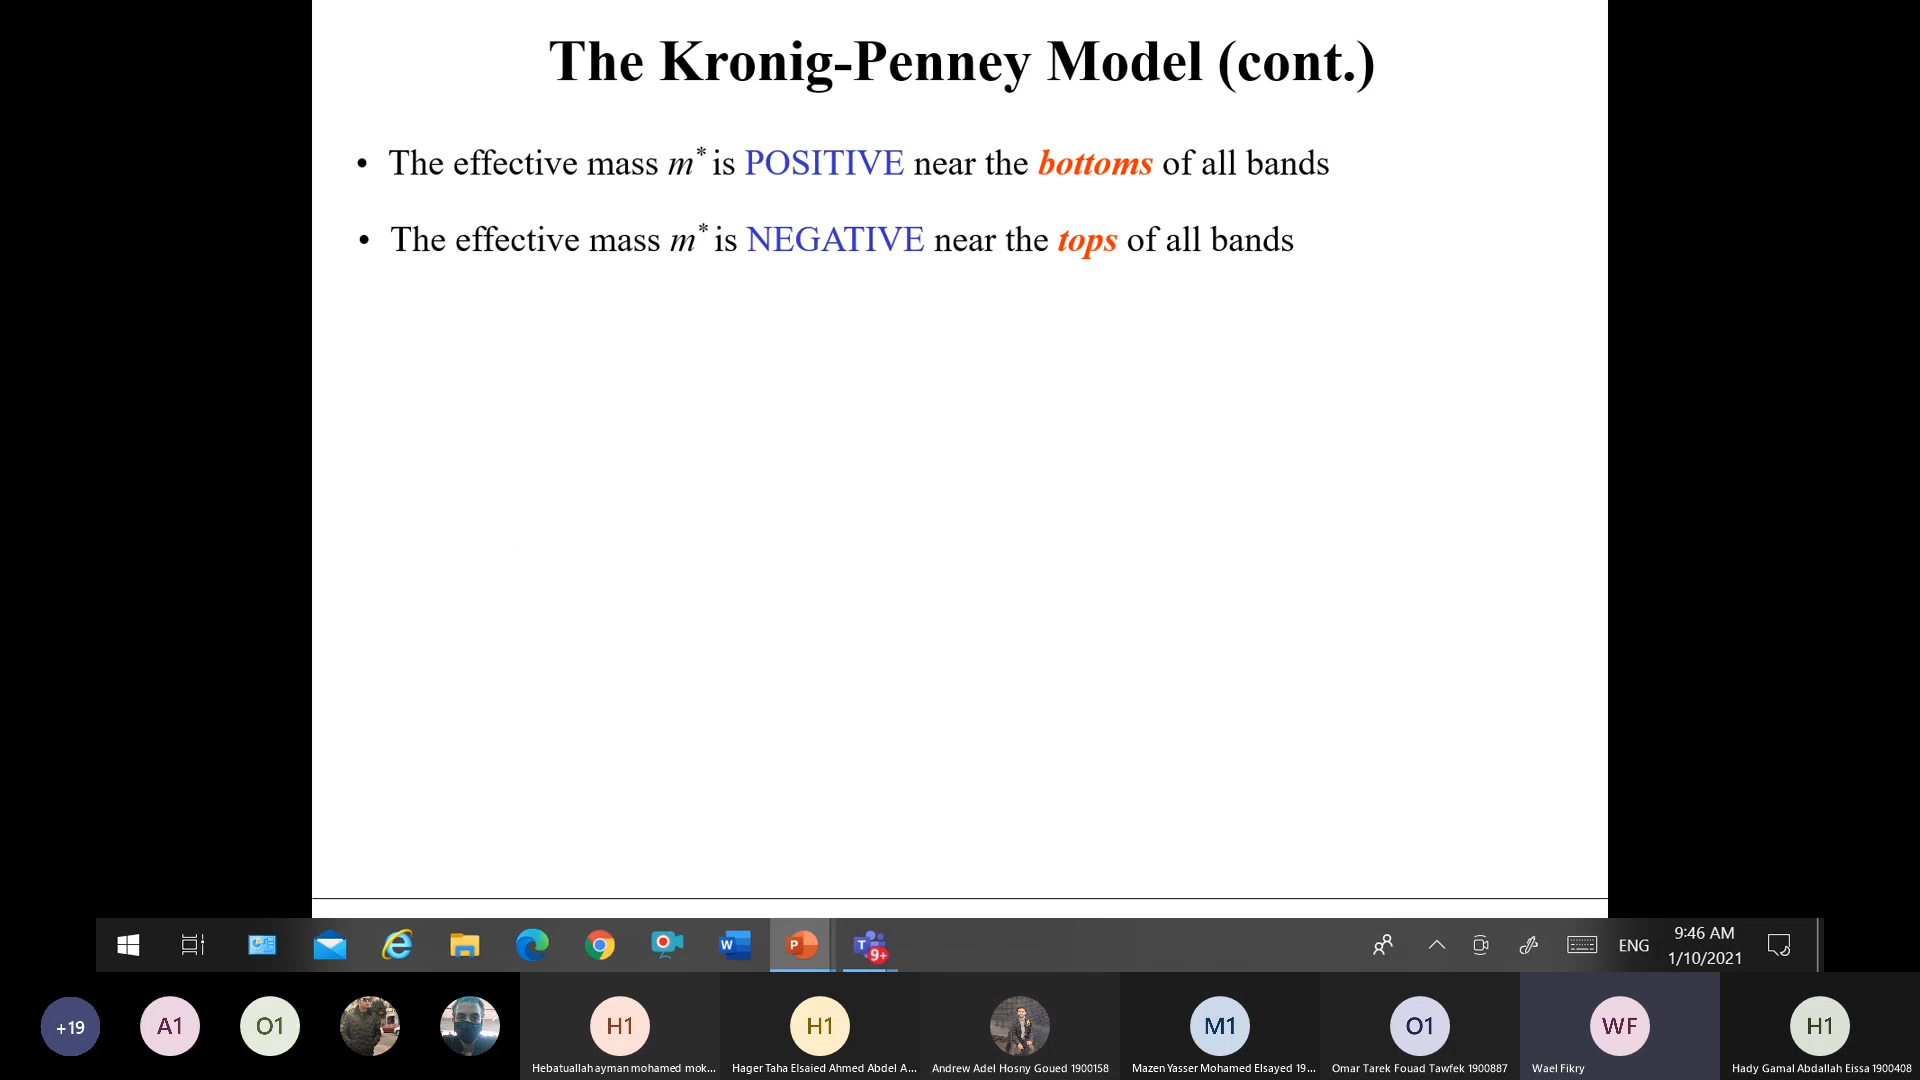 The Kronig-Penney Model (cont.)
• The effective mass m* is POSITIVE near the bottoms of all bands
• The effective mass m* is NEGATIVE near the tops of all bands
W
P
T
9+
ENG
9:46 AM
1/10/2021
+19
A1
O1
H1
H1
M1
O1
WF
H1
Hebatuallah ayman mohamed mok...
Hager Taha Elsaied Ahmed Abdel A...
Andrew Adel Hosny Goued 1900158
Mazen Yasser Mohamed Elsayed 19...
Omar Tarek Fouad Tawfek 1900887
Wael Fikry
Hady Gamal Abdallah Eissa 1900408